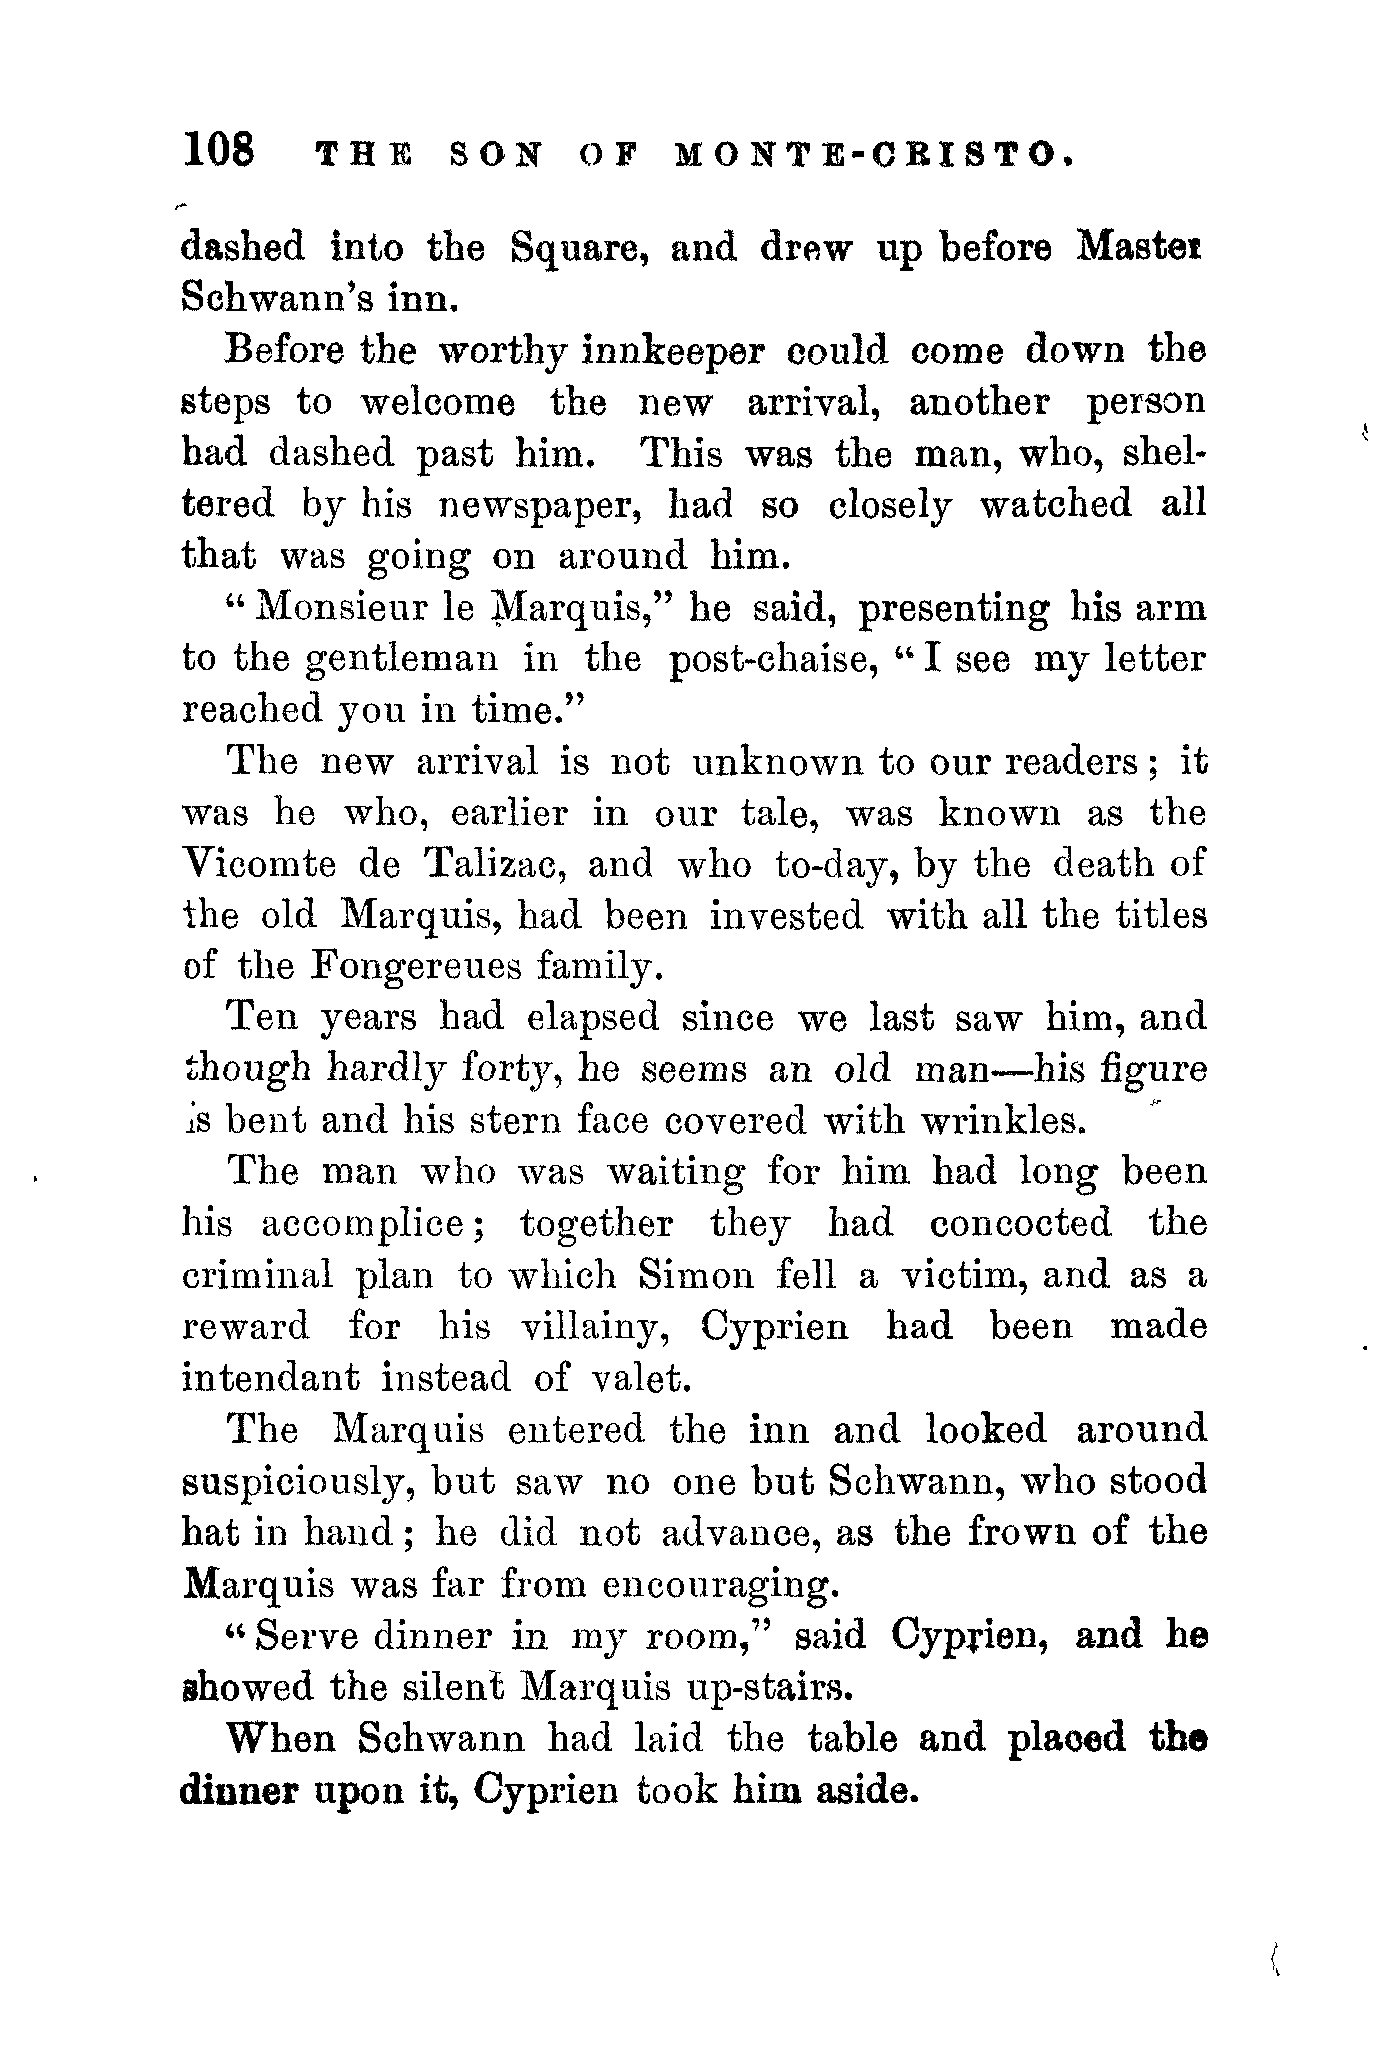 108 THE SON OF MONTE-CRISTO.
dashed into the Square, and drew up before Master
Schwann's inn.
Before the worthy innkeeper could come down the
steps to welcome the new arrival, another person
had dashed past him. This was the man, who, shel-
tered by his newspaper, had so closely watched all
that was going on around him.
“Monsieur le Marquis,” he said, presenting his arm
to the gentleman in the post-chaise, “I see my letter
reached you in time.”
The new arrival is not unknown to our readers; it
was he who, earlier in our tale, was known as the
Vicomte de Talizac, and who to-day, by the death of
the old Marquis, had been invested with all the titles
of the Fongereues family.
Ten years had elapsed since we last saw him, and
though hardly forty, he seems an old man—his figure
is bent and his stern face covered with wrinkles.
The man who was waiting for him had long been
his accomplice; together they had concocted the
criminal plan to which Simon fell a victim, and as a
reward for his villainy, Cyprien had been made
intendant instead of valet.
The Marquis entered the inn and looked around
suspiciously, but saw no one but Schwann, who stood
hat in hand; he did not advance, as the frown of the
Marquis was far from encouraging.
“Serve dinner in my room,” said Cyprien, and he
showed the silent Marquis up-stairs.
When Schwann had laid the table and placed the
dinner upon it, Cyprien took him aside.